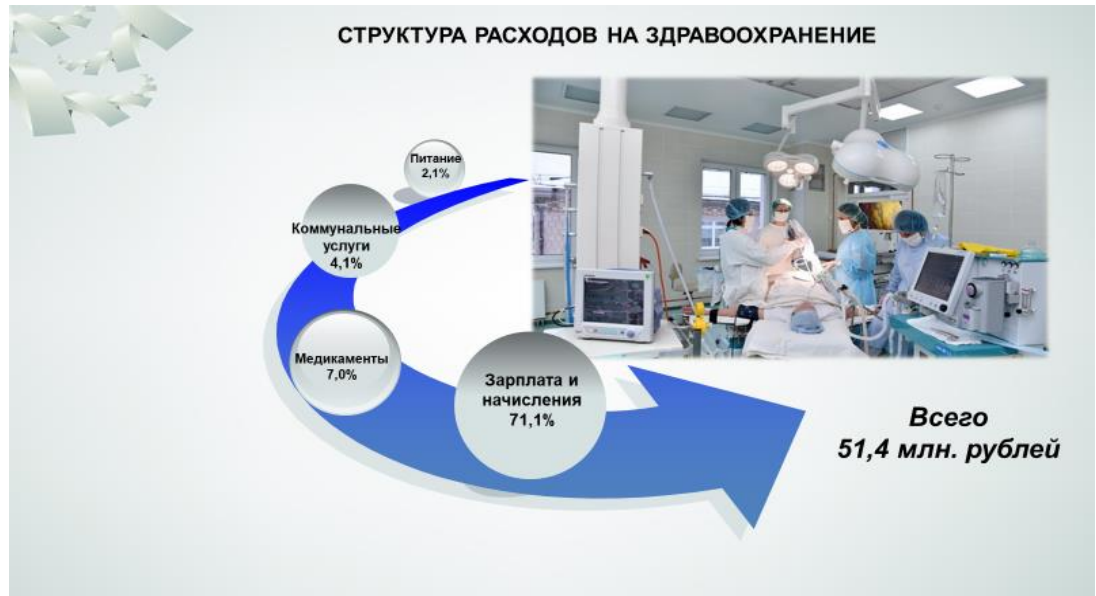 СТРУКТУРА РАСХОДОВ НА ЗДРАВООХРАНЕНИЕ
Питание
2,1%
Коммунальные
услуги
4,1%
Медикаменты
7,0%
Зарплата и
начисления
71,1%
Всего
51,4 млн. рублей